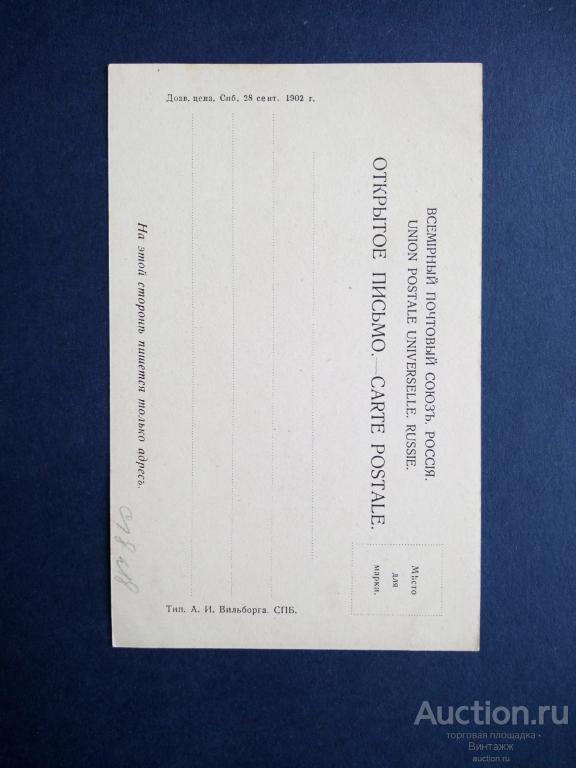 ВСЕМІРНЫЙ ПОЧТОВЫЙ СОЮЗЪ. РОССІЯ.
UNION POSTALE UNIVERSELLE. RUSSIE.
ОТКРЫТОЕ ПИСЬМО.—CARTE POSTALE.
Мѣсто
для
марки.
На этой сторонѣ пишется только адресъ.
Дозв. ценз. Спб. 28 сент. 1902 г.
Тип. А. И. Вильборга. СПБ.
Auction.ru
торговая площадка •
Винтажж
auction.ru